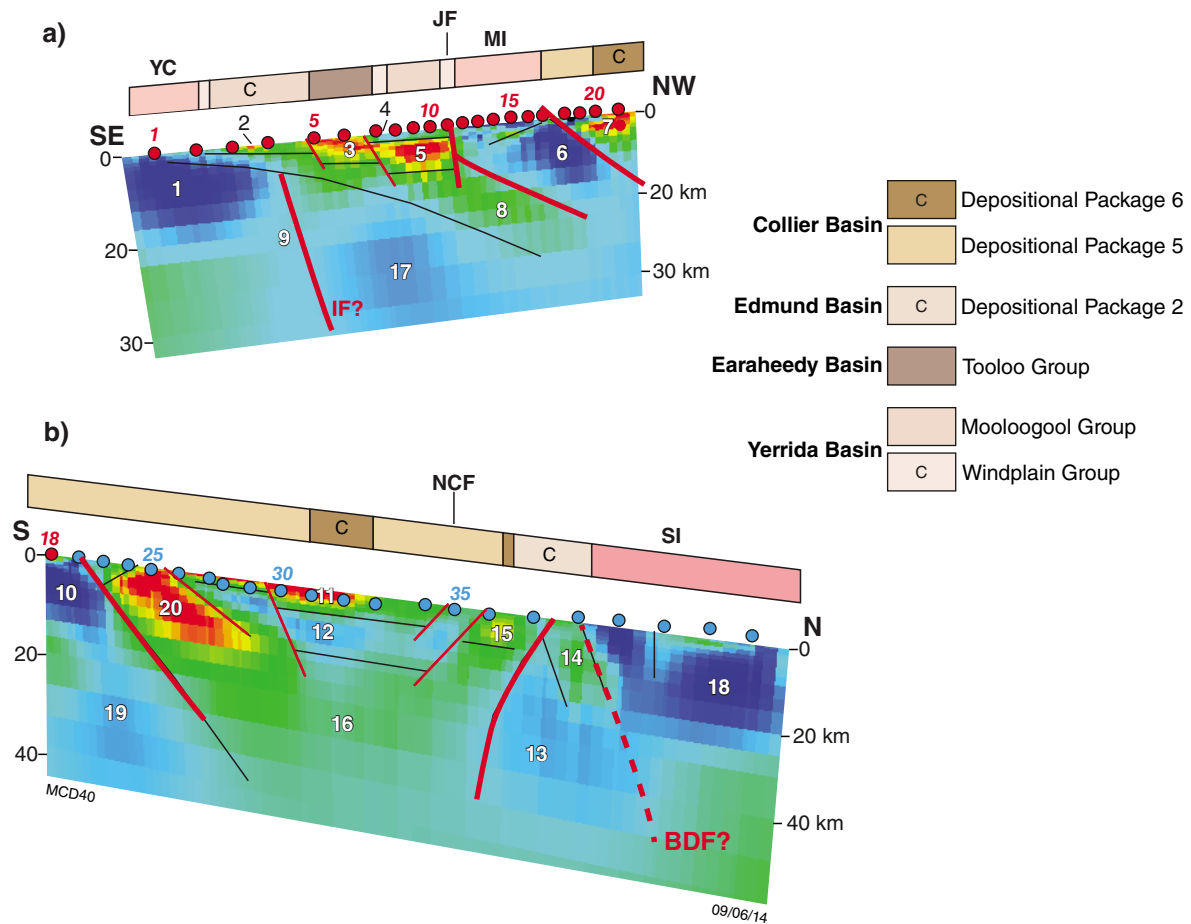 a)
JF
YC
C
MI
C
NW
SE
1
2
5
4
10
15
20
0
0
1
3
5
6
7
8
9
17
20
20 km
30 km
30
IF?
Collier Basin
C Depositional Package 6
Depositional Package 5
Edmund Basin
C Depositional Package 2
Earaheedy Basin
Tooloo Group
Yerrida Basin
Mooloogool Group
C Windplain Group
b)
NCF
S
C
C
SI
N
18
25
30
35
0
0
10
20
11
12
15
14
18
19
16
13
20
40
20 km
40 km
BDF?
MCD40
09/06/14